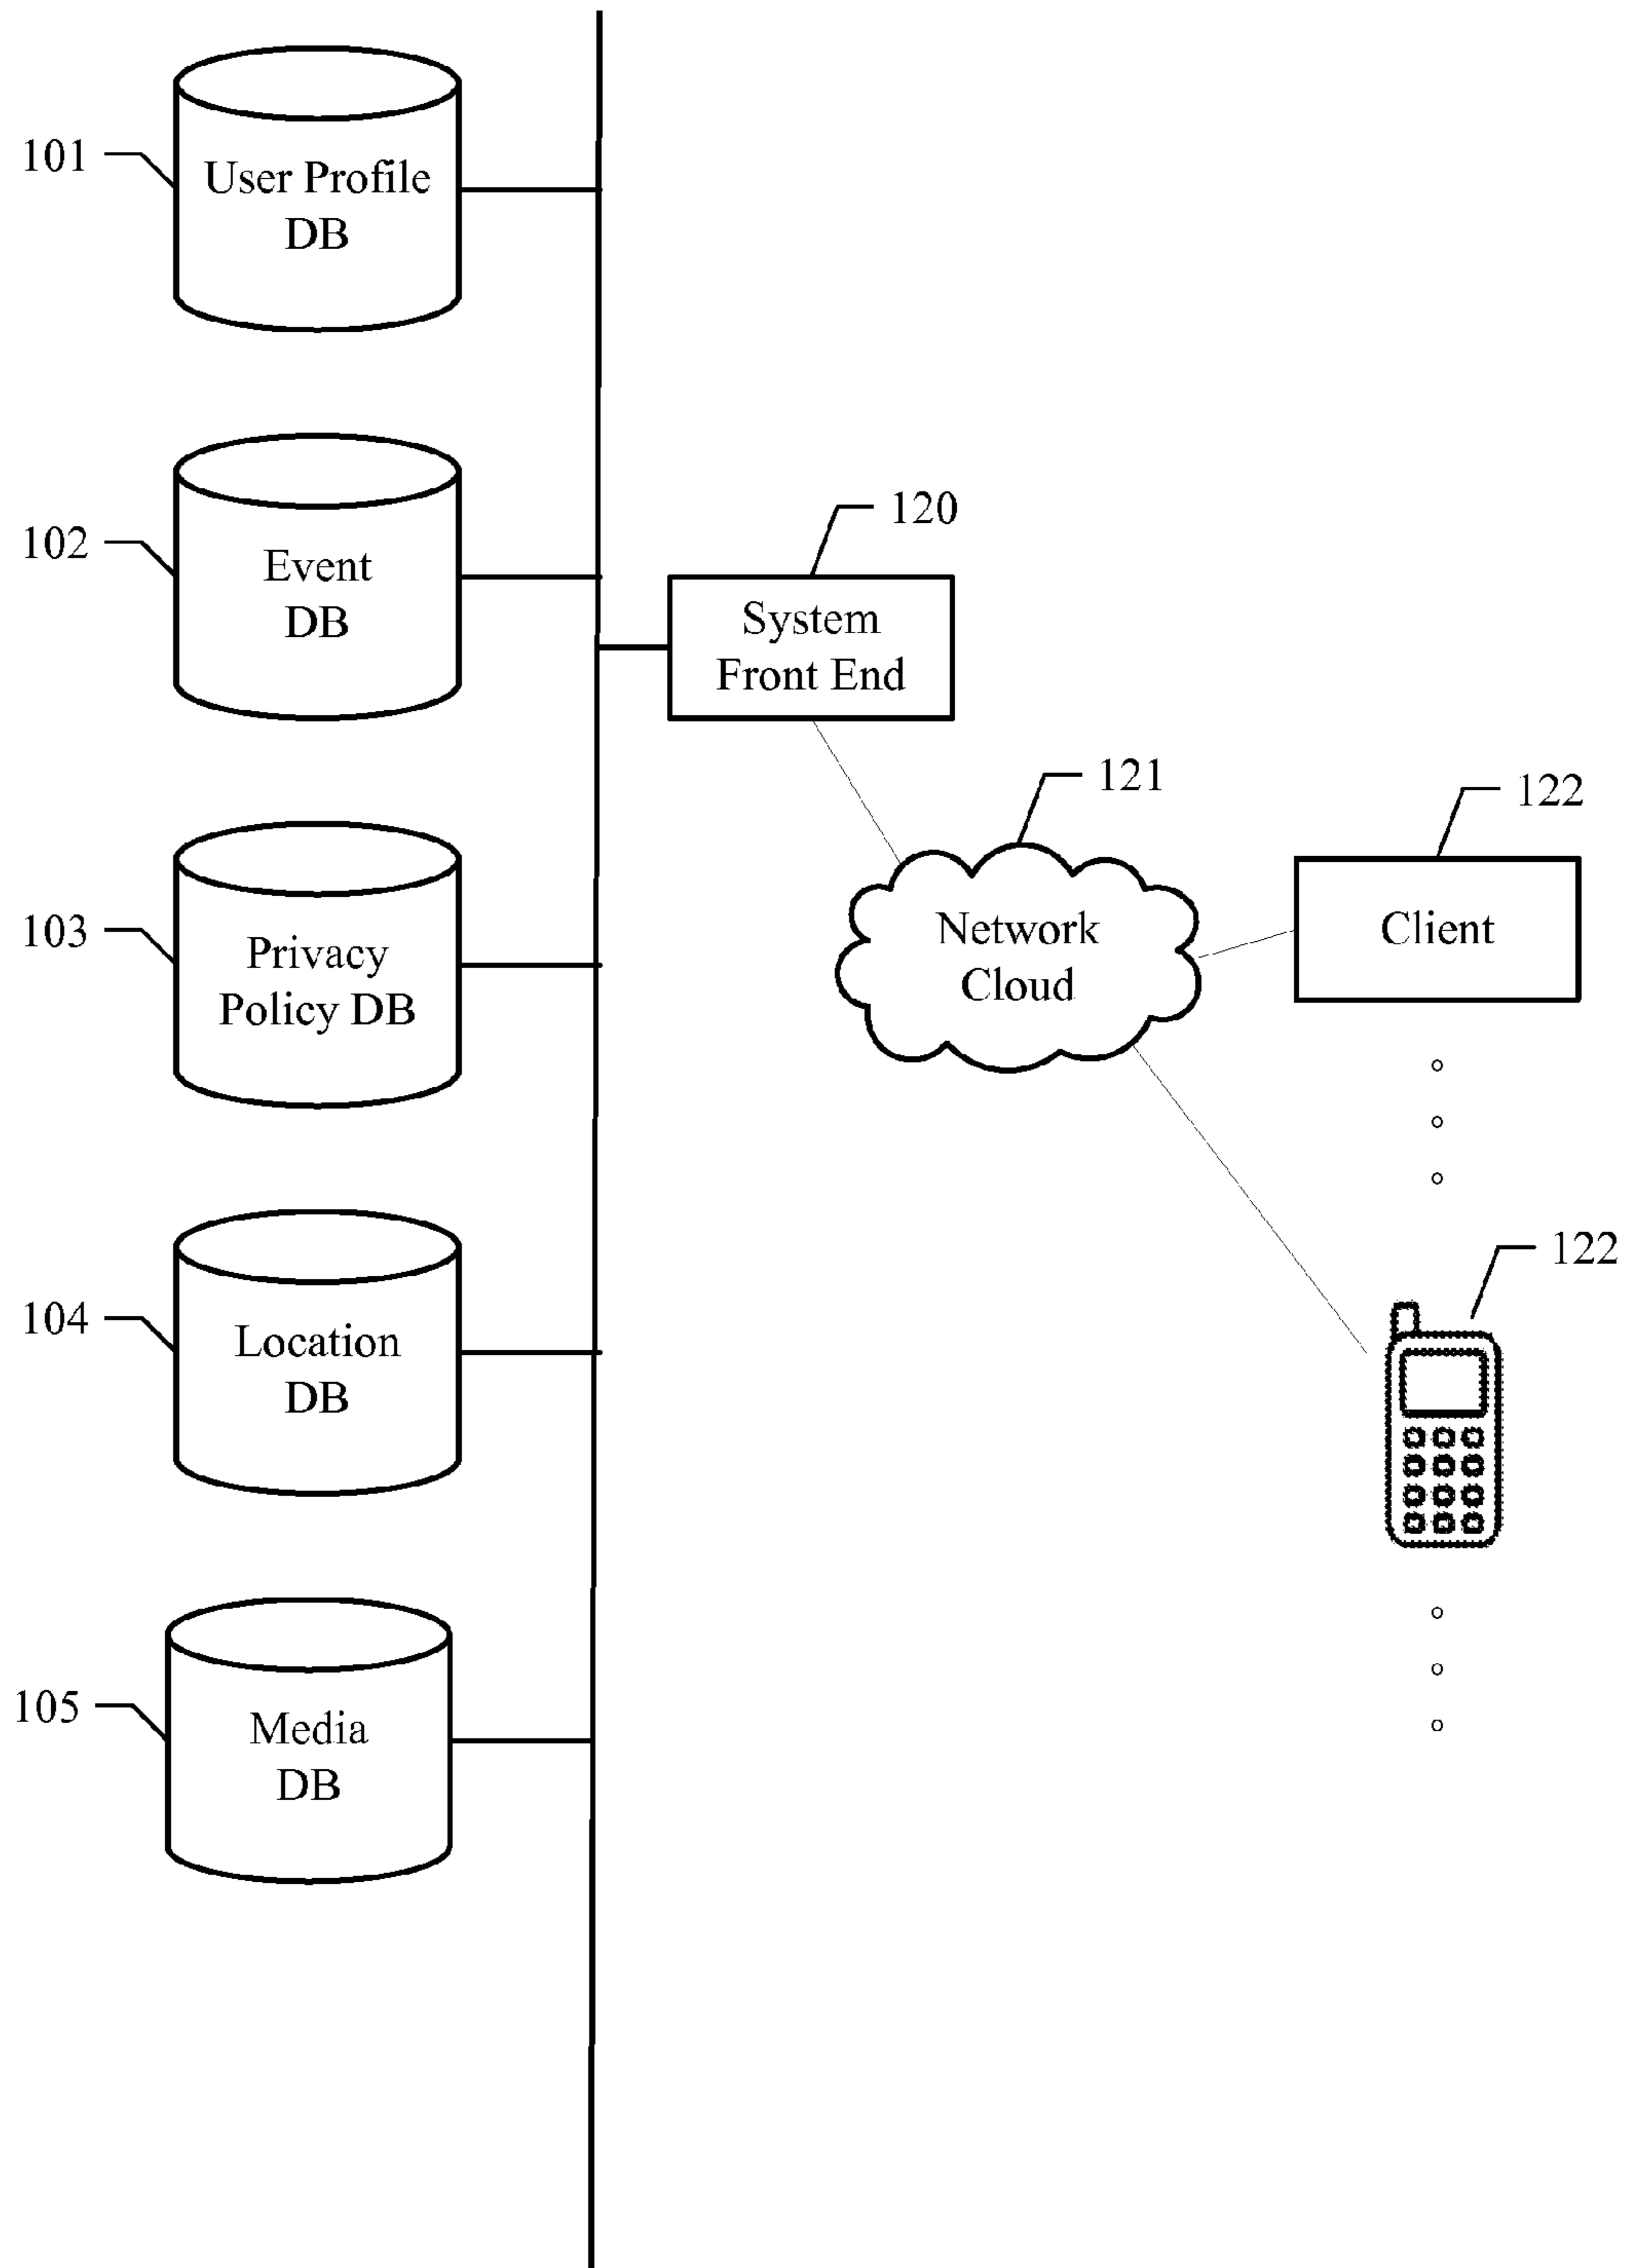 101
User Profile
DB
102
Event
DB
120
System
Front End
121
122
103
Privacy
Policy DB
Network
Cloud
Client
104
Location
DB
122
105
Media
DB